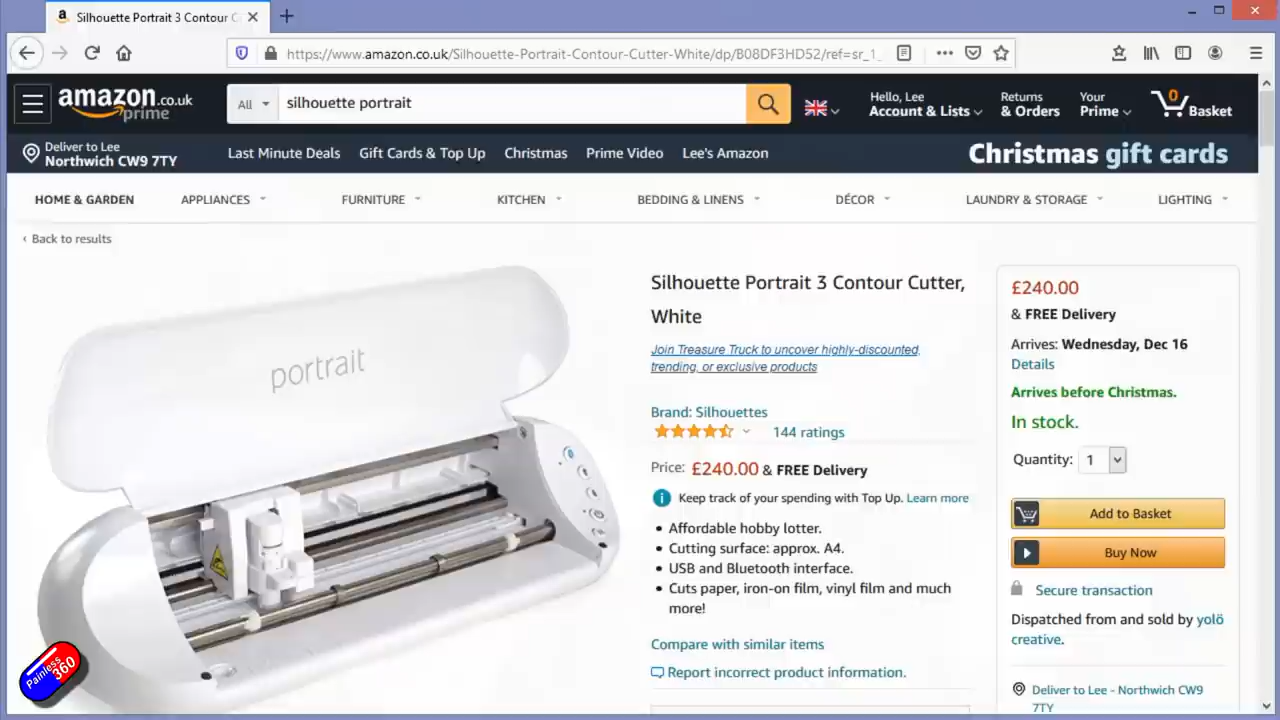 Silhouette Portrait 3 Contour C
https://www.amazon.co.uk/Silhouette-Portrait-Contour-Cutter-White/dp/B08DF3HD52/ref=sr_1_
amazon.co.uk
prime
All
silhouette portrait
Hello, Lee
Account & Lists
Returns
& Orders
Your
Prime
0
Basket
Deliver to Lee
Northwich CW9 7TY
Last Minute Deals
Gift Cards & Top Up
Christmas
Prime Video
Lee's Amazon
Christmas gift cards
HOME & GARDEN
APPLIANCES
FURNITURE
KITCHEN
BEDDING & LINENS
DÉCOR
LAUNDRY & STORAGE
LIGHTING
‹ Back to results
portrait
Silhouette Portrait 3 Contour Cutter,
White
Join Treasure Truck to uncover highly-discounted,
trending, or exclusive products
Brand: Silhouettes
144 ratings
Price: £240.00 & FREE Delivery
Keep track of your spending with Top Up. Learn more
• Affordable hobby lotter.
• Cutting surface: approx. A4.
• USB and Bluetooth interface.
• Cuts paper, iron-on film, vinyl film and much
more!
Compare with similar items
Report incorrect product information.
£240.00
& FREE Delivery
Arrives: Wednesday, Dec 16
Details
Arrives before Christmas.
In stock.
Quantity: 1
Add to Basket
Buy Now
Secure transaction
Dispatched from and sold by yolö
creative.
Deliver to Lee - Northwich CW9
7TY
Painless
360